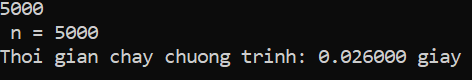 5000
n = 5000
Thoi gian chay chuong trinh: 0.026000 giay